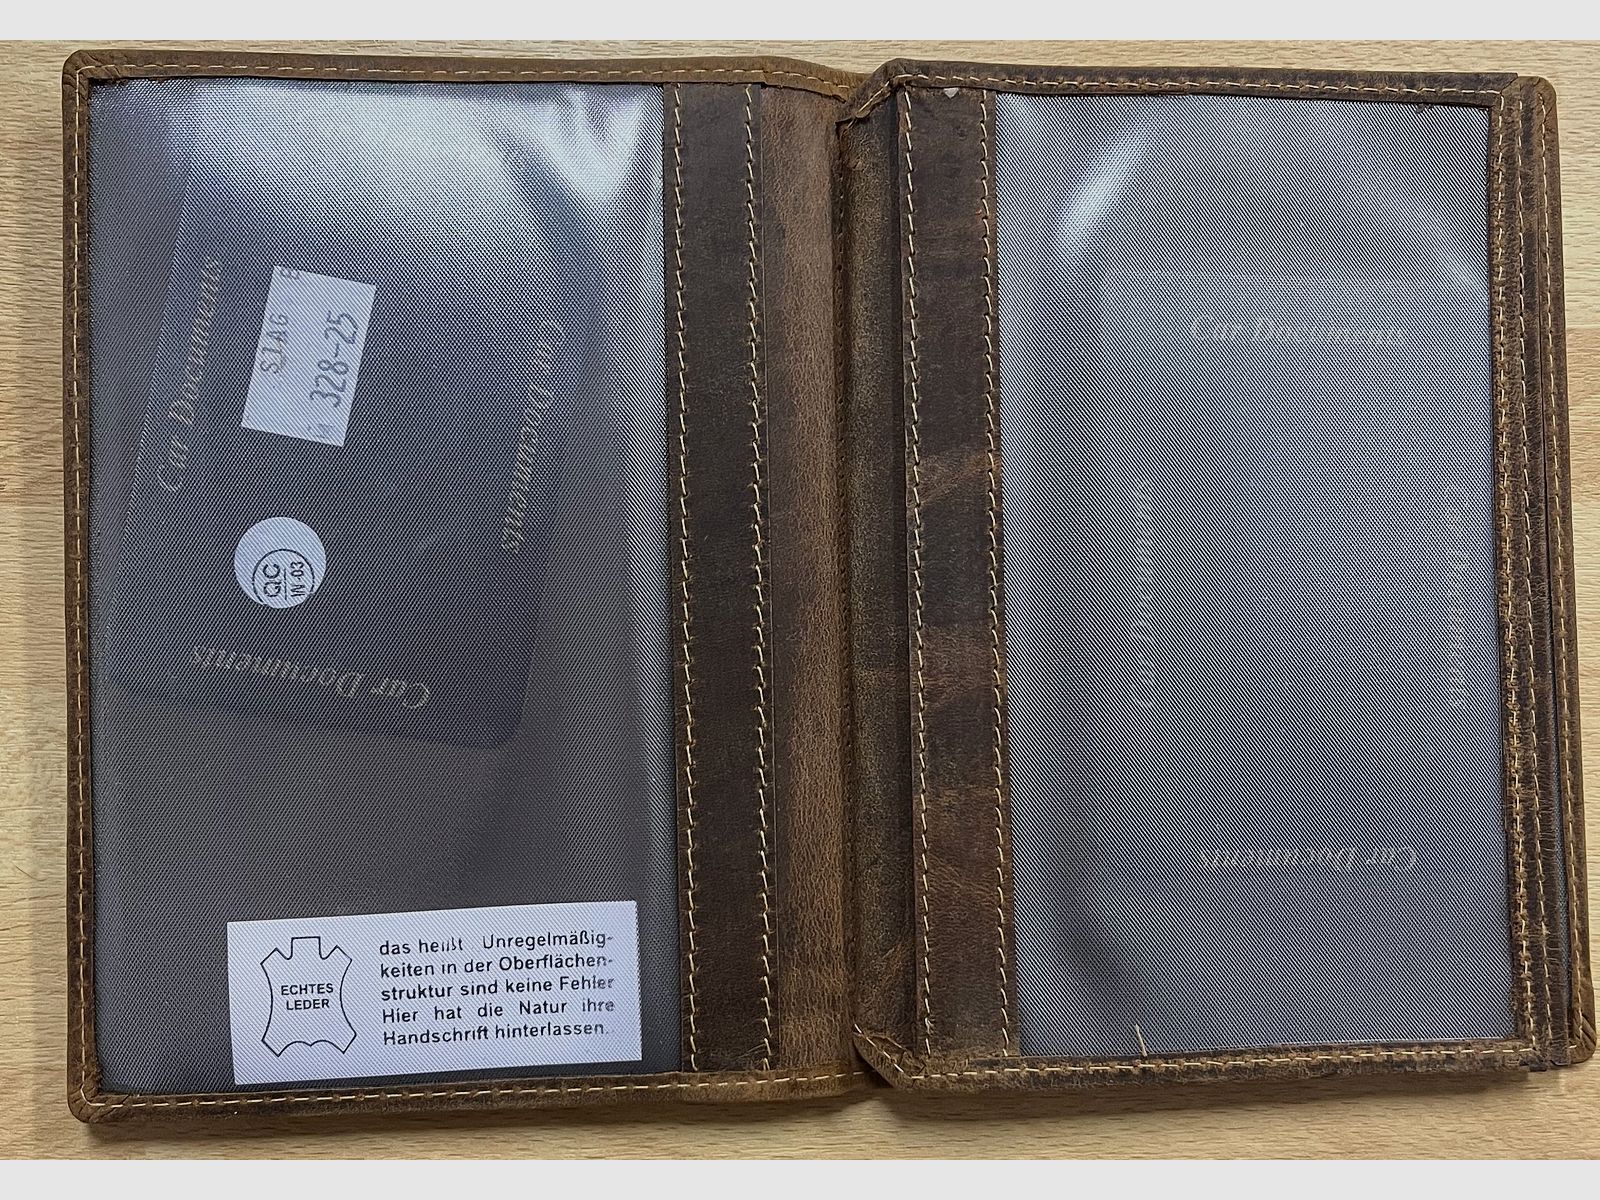 Car Documents
SIAG
328-25
Car Documents
QC
IN-03
Car Documents
ECHTES
LEDER
das heißt Unregelmäßig-
keiten in der Oberflächen-
struktur sind keine Fehler
Hier hat die Natur ihre
Handschrift hinterlassen.
Car Documents
Car Documents